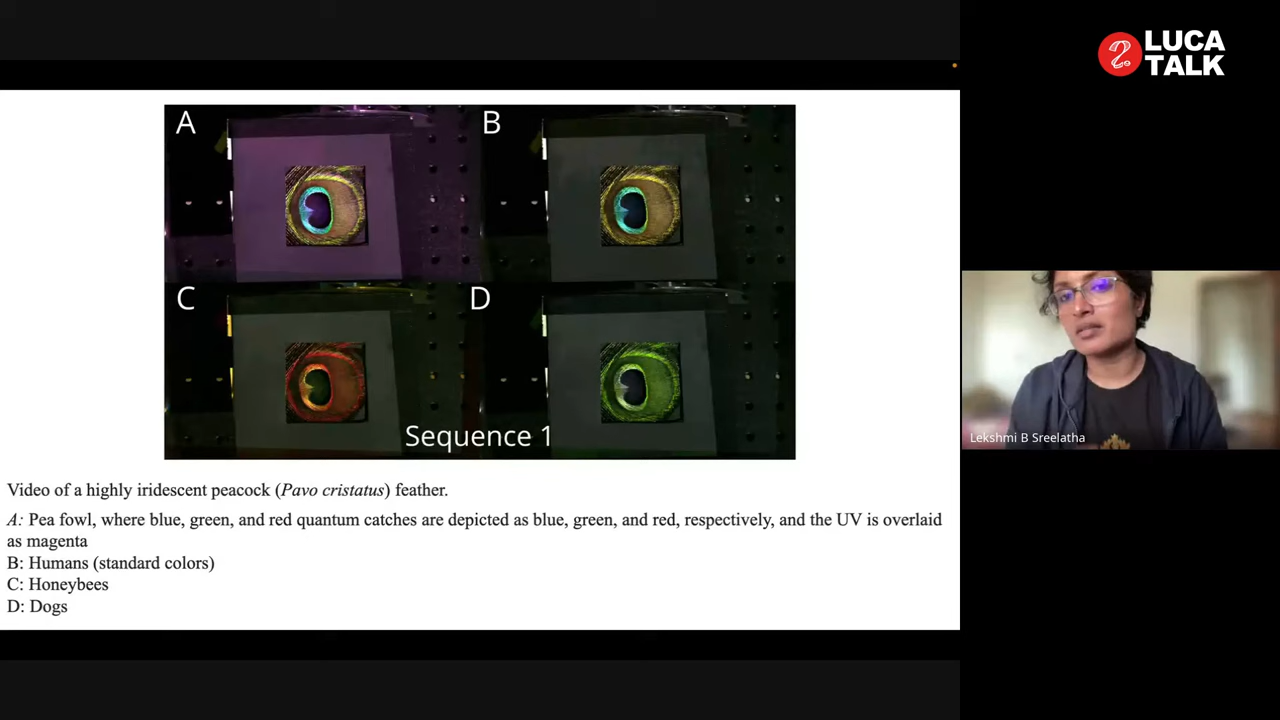 LUCA
TALK
A
B
C
D
Sequence 1
Video of a highly iridescent peacock (Pavo cristatus) feather.
A: Pea fowl, where blue, green, and red quantum catches are depicted as blue, green, and red, respectively, and the UV is overlaid
as magenta
B: Humans (standard colors)
C: Honeybees
D: Dogs
Lekshmi B Sreelatha